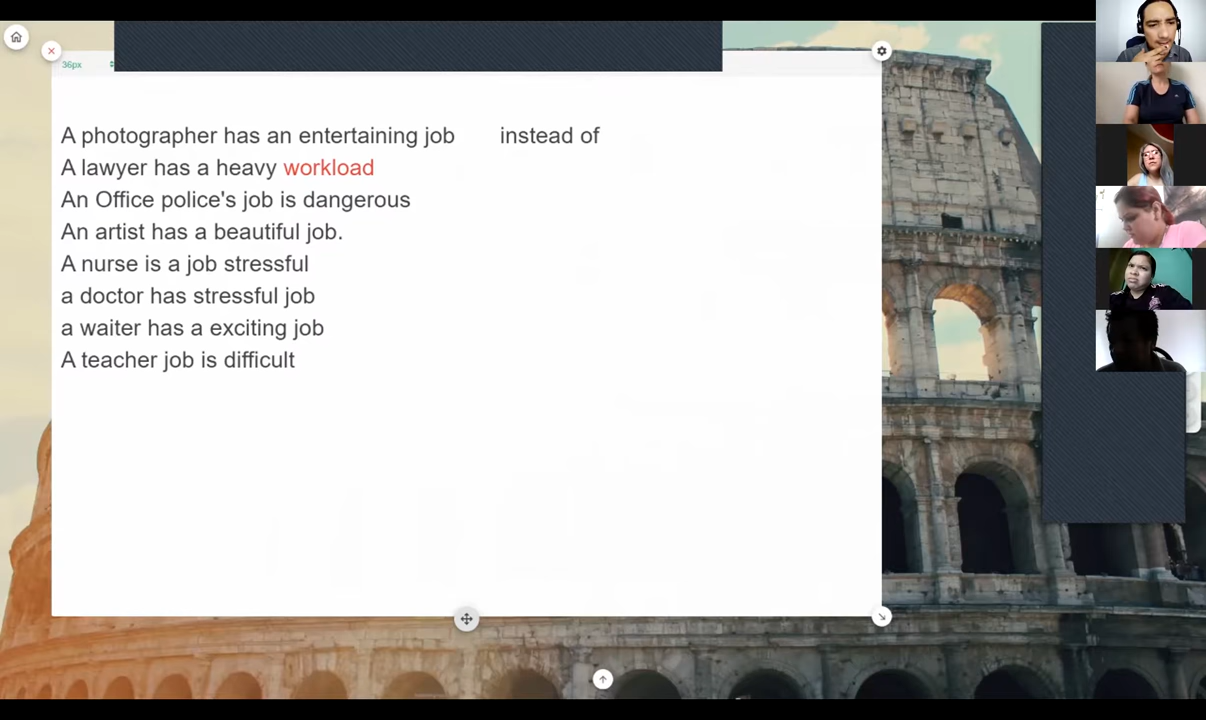 36px
A photographer has an entertaining job instead of
A lawyer has a heavy workload
An Office police's job is dangerous
An artist has a beautiful job.
A nurse is a job stressful
a doctor has stressful job
a waiter has a exciting job
A teacher job is difficult